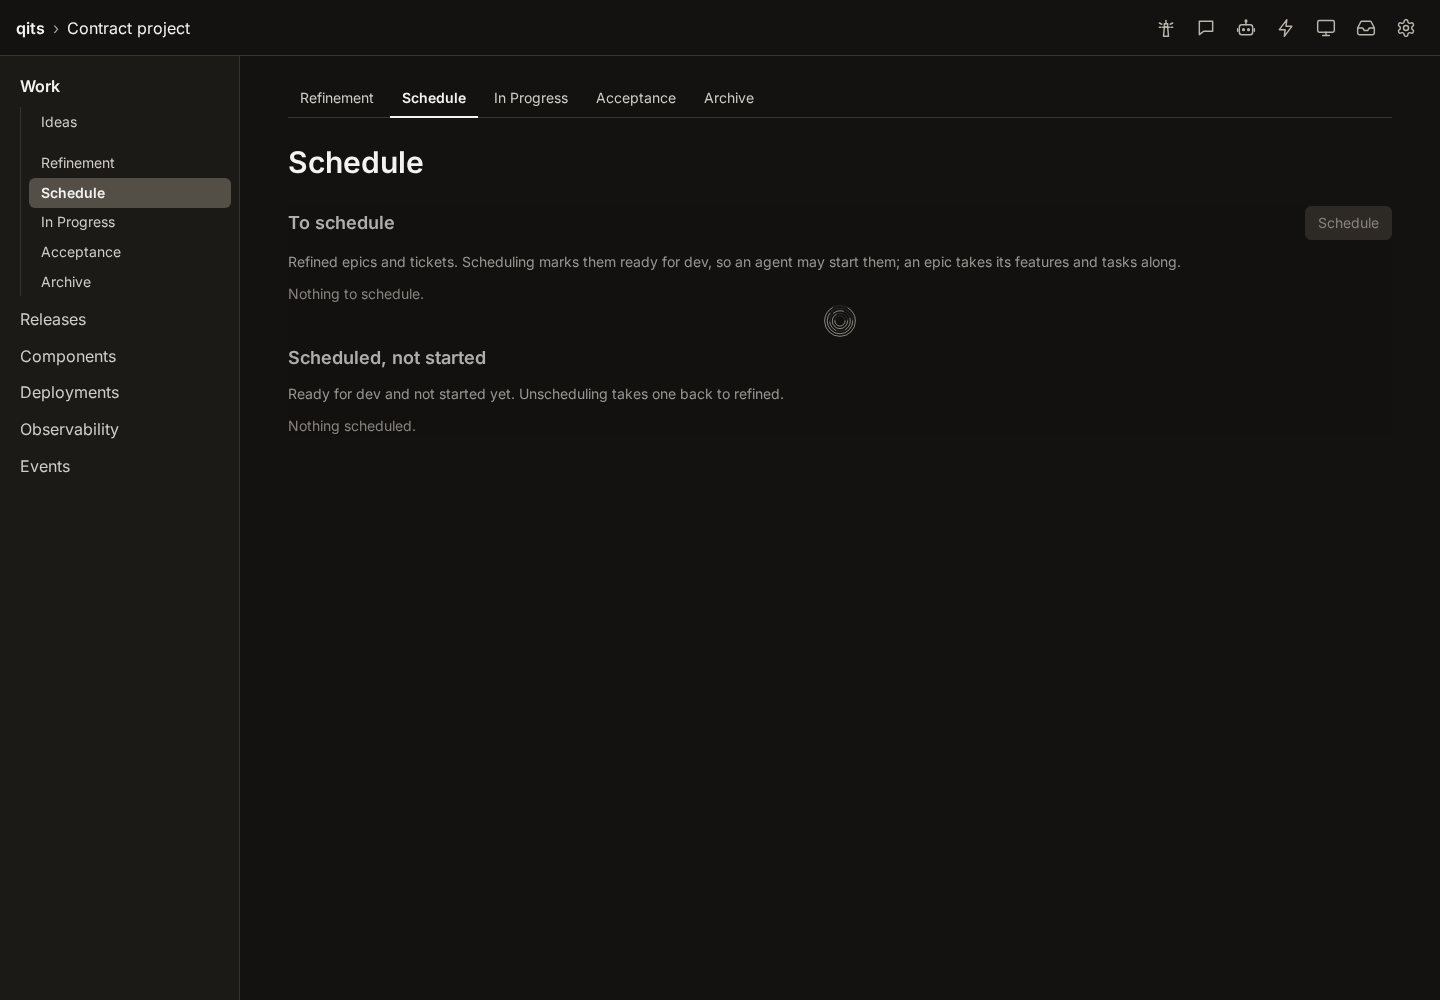 qits › Contract project
Work
Ideas
Refinement
Schedule
In Progress
Acceptance
Archive
Releases
Components
Deployments
Observability
Events
Refinement Schedule In Progress Acceptance Archive
Schedule
To schedule
Schedule
Refined epics and tickets. Scheduling marks them ready for dev, so an agent may start them; an epic takes its features and tasks along.
Nothing to schedule.
Scheduled, not started
Ready for dev and not started yet. Unscheduling takes one back to refined.
Nothing scheduled.